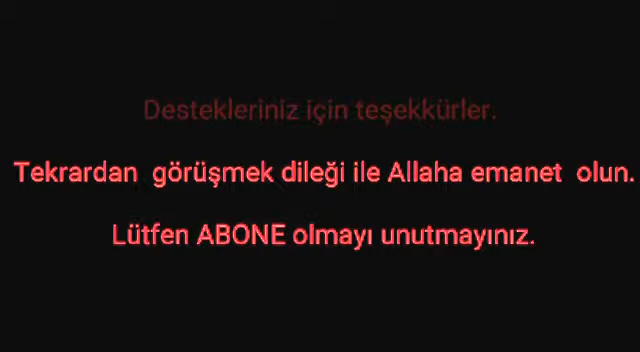 Destekleriniz için teşekkürler.
Tekrardan görüşmek dileği ile Allaha emanet olun.
Lütfen ABONE olmayı unutmayınız.